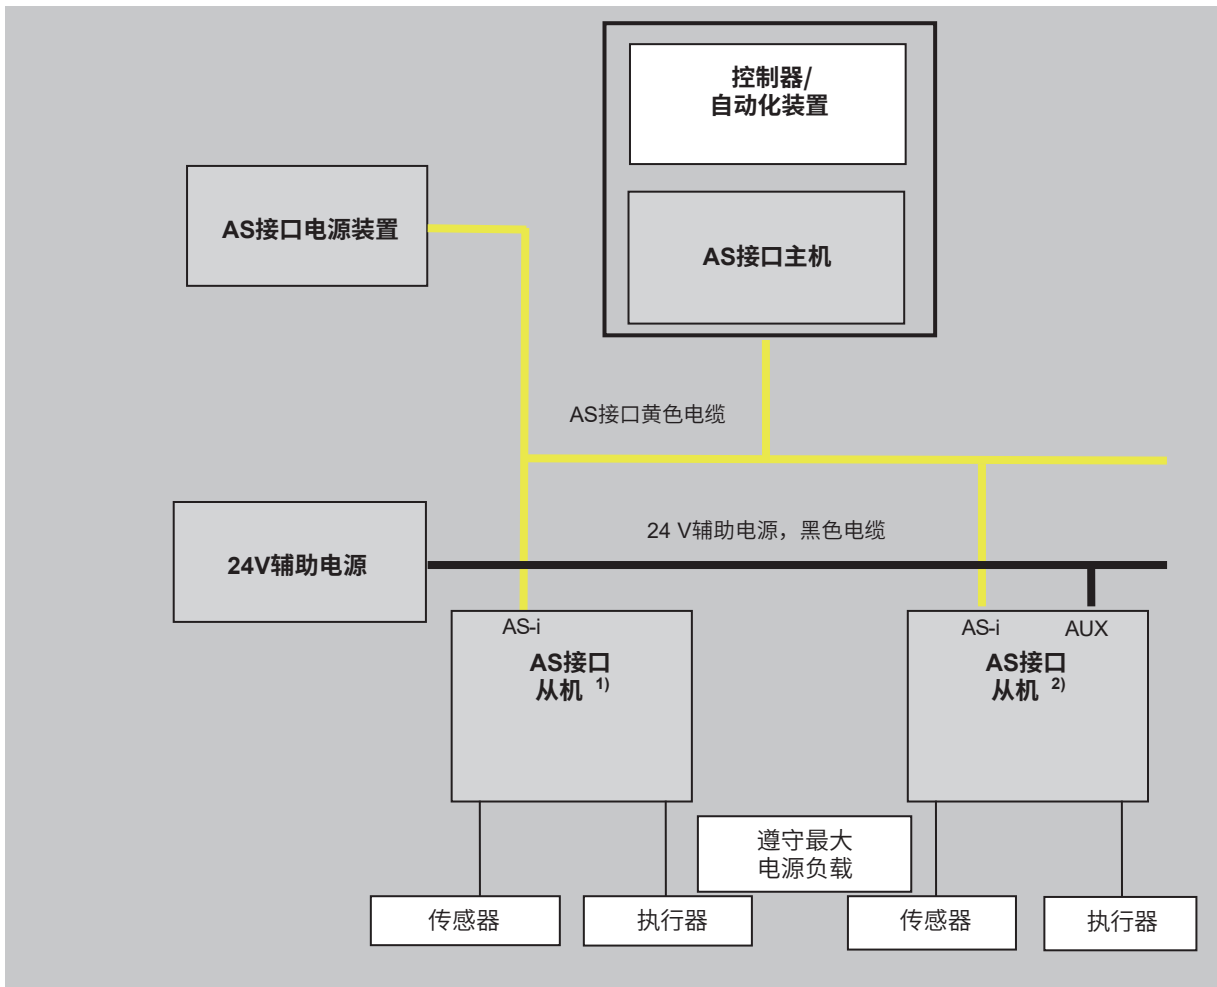 控制器/
自动化装置
AS接口电源装置
AS接口主机
AS接口黄色电缆
24 V辅助电源，黑色电缆
24V辅助电源
AS-i
AS接口
从机 1)
AS-i AUX
AS接口
从机 2)
遵守最大
电源负载
传感器
执行器
传感器
执行器